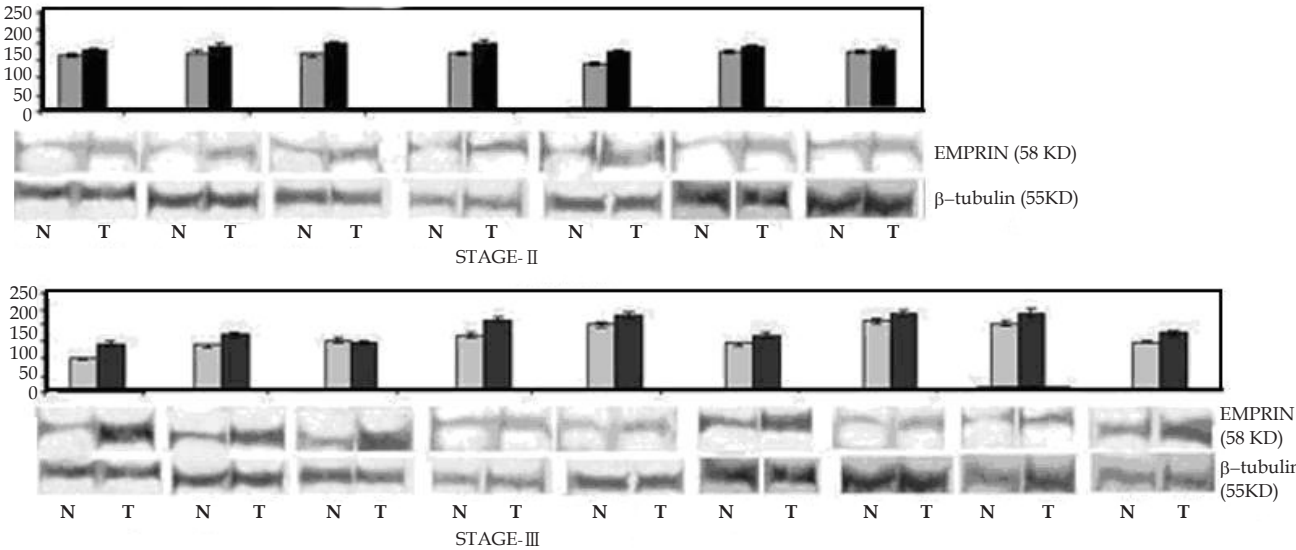 250
200
150
100
50
0
EMPRIN (58 KD)
β–tubulin (55KD)
N T N T N T N T N T N T N T
STAGE-Ⅱ
250
200
150
100
50
0
EMPRIN
(58 KD)
β–tubulin
(55KD)
N T N T N T N T N T N T N T N T N T
STAGE-Ⅲ